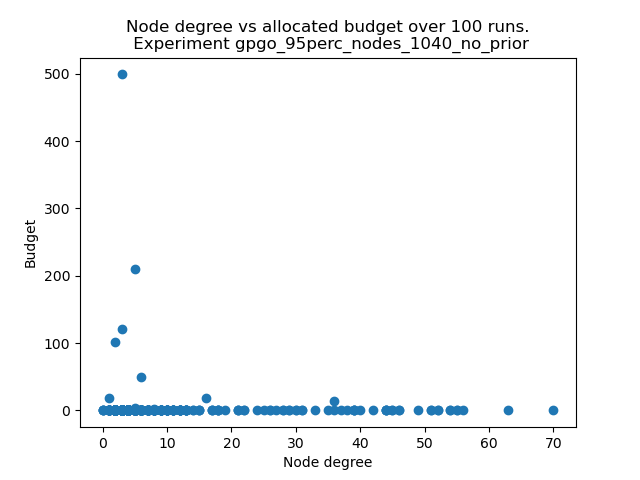 Node degree vs allocated budget over 100 runs.
Experiment gpgo_95perc_nodes_1040_no_prior
500
400
300
200
100
0
Budget
0 10 20 30 40 50 60 70
Node degree